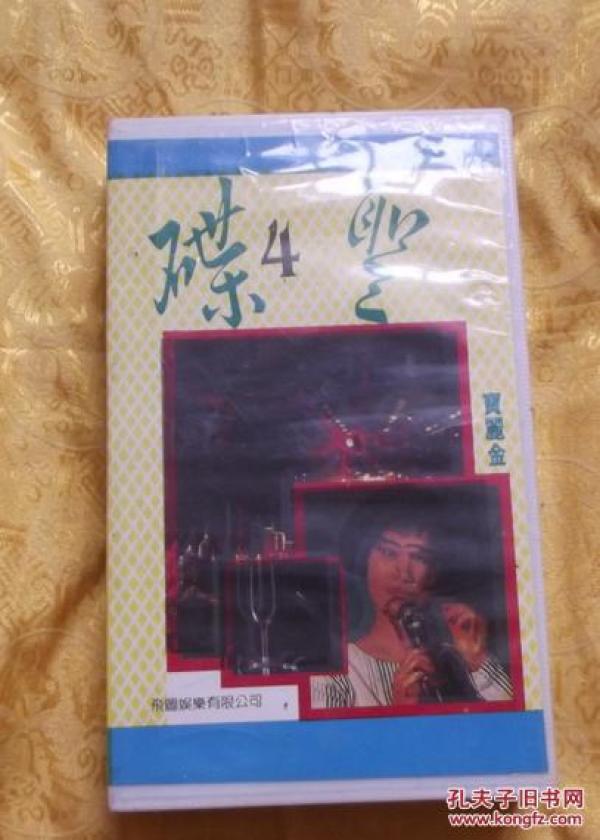 碟 4 聖
寶麗金
飛圖娛樂有限公司
孔夫子旧书网
www.kongfz.com